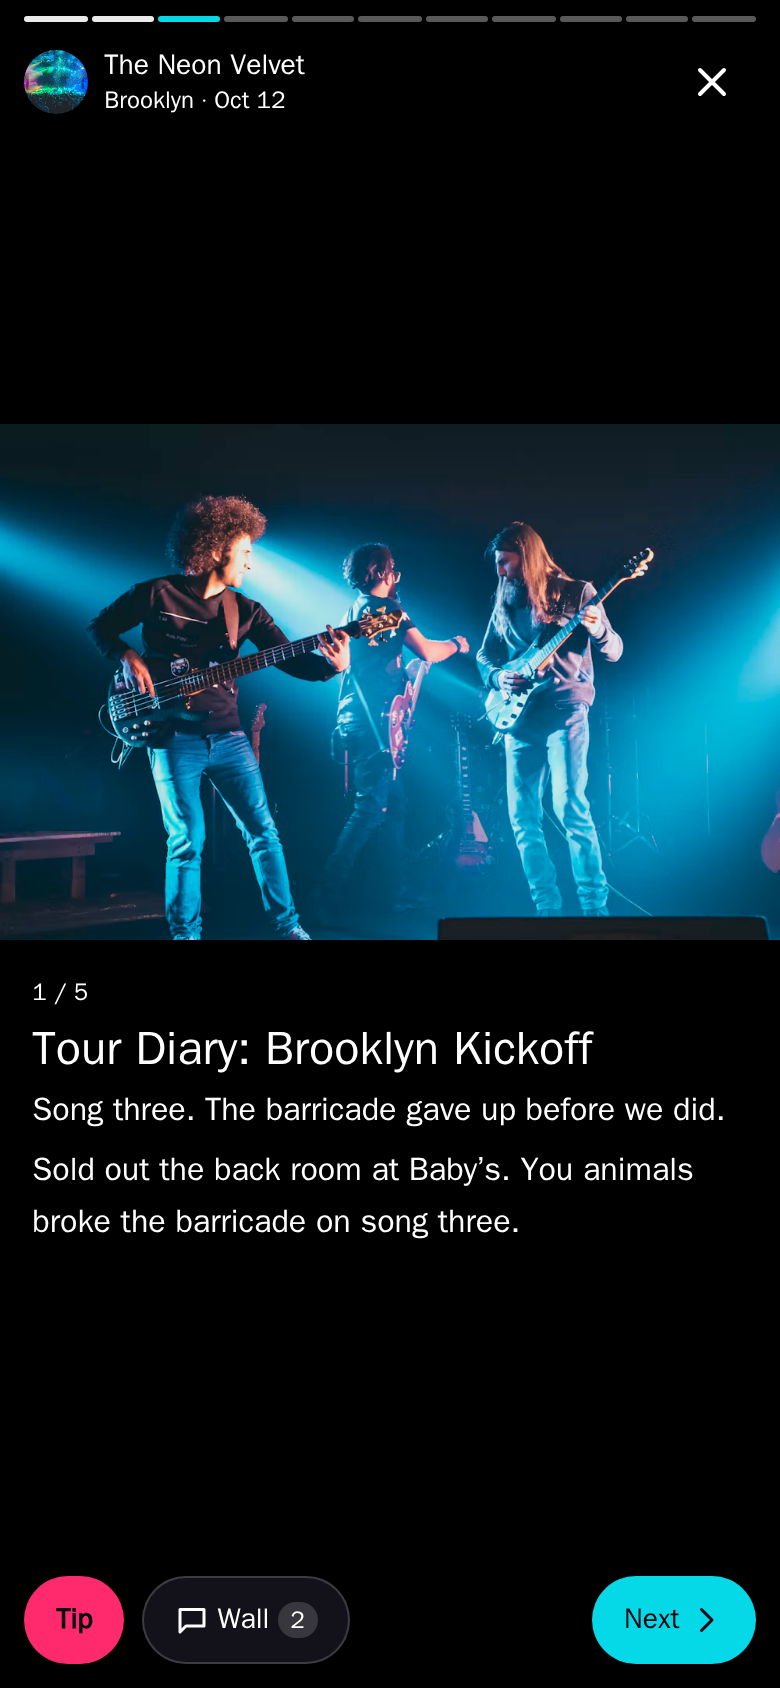 The Neon Velvet
Brooklyn · Oct 12
1 / 5
Tour Diary: Brooklyn Kickoff
Song three. The barricade gave up before we did.
Sold out the back room at Baby’s. You animals
broke the barricade on song three.
Tip
Wall 2
Next